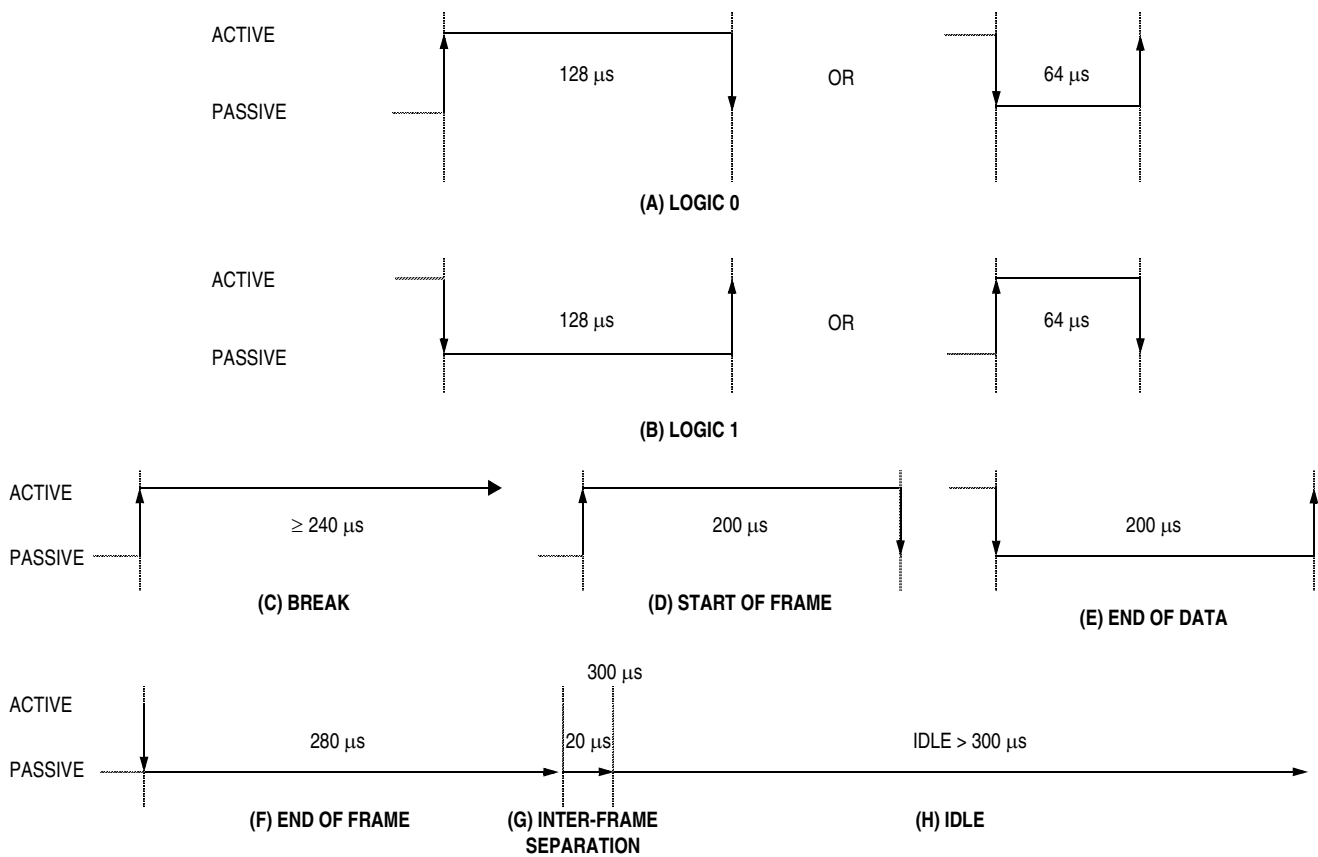 ACTIVE
128 μs
OR
64 μs
PASSIVE
(A) LOGIC 0
ACTIVE
128 μs
OR
64 μs
PASSIVE
(B) LOGIC 1
ACTIVE
≥ 240 μs
200 μs
200 μs
PASSIVE
(C) BREAK
(D) START OF FRAME
(E) END OF DATA
300 μs
ACTIVE
280 μs
20 μs
IDLE > 300 μs
PASSIVE
(F) END OF FRAME
(G) INTER-FRAME
SEPARATION
(H) IDLE